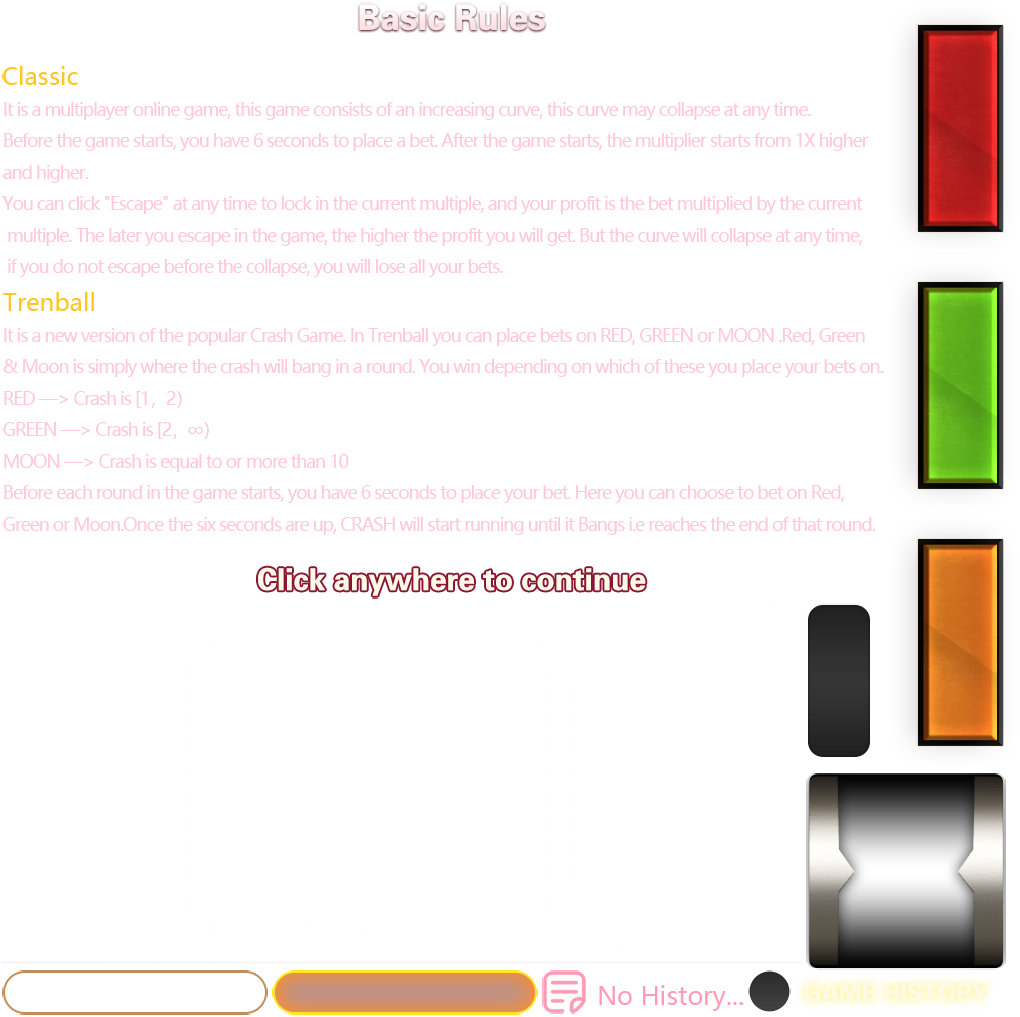 Basic Rules
Classic
It is a multiplayer online game, this game consists of an increasing curve, this curve may collapse at any time.
Before the game starts, you have 6 seconds to place a bet. After the game starts, the multiplier starts from 1X higher
and higher.
You can click "Escape" at any time to lock in the current multiple, and your profit is the bet multiplied by the current
multiple. The later you escape in the game, the higher the profit you will get. But the curve will collapse at any time,
if you do not escape before the collapse, you will lose all your bets.
Trenball
It is a new version of the popular Crash Game. In Trenball you can place bets on RED, GREEN or MOON .Red, Green
& Moon is simply where the crash will bang in a round. You win depending on which of these you place your bets on.
RED —> Crash is [1，2)
GREEN —> Crash is [2，∞)
MOON —> Crash is equal to or more than 10
Before each round in the game starts, you have 6 seconds to place your bet. Here you can choose to bet on Red,
Green or Moon.Once the six seconds are up, CRASH will start running until it Bangs i.e reaches the end of that round.
Click anywhere to continue
No History...
GAME HISTORY